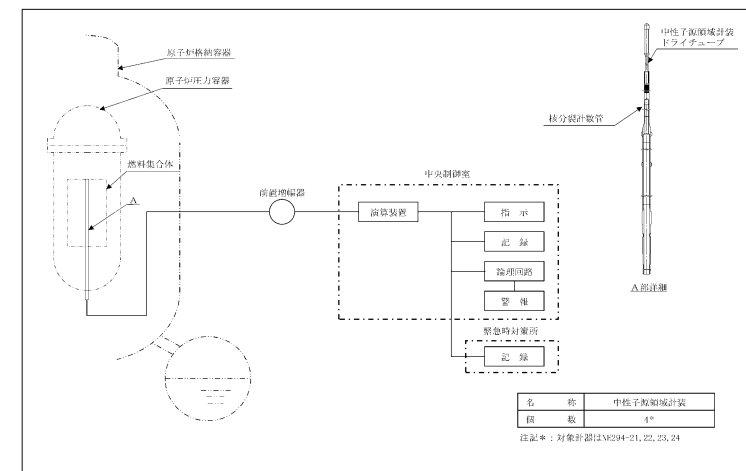 原子炉格納容器
原子炉圧力容器
燃料集合体
A
前置増幅器
中央制御室
演算装置
指示
記録
論理回路
警報
緊急時対策所
記録
中性子源領域計装
ドライチューブ
核分裂計数管
A部詳細
名称 中性子源領域計装
個数 4*
注記*：対象計器はNE294-21,22,23,24